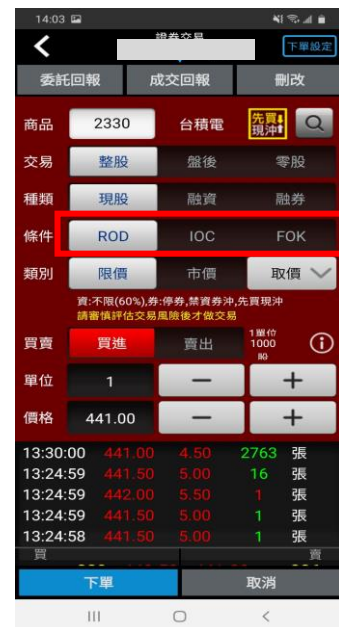 14:03
證券交易
下單設定
委託回報 成交回報 刪改
商品 2330 台積電 先買 現沖
交易 整股 盤後 零股
種類 現股 融資 融券
條件 ROD IOC FOK
類別 限價 市價 取價
資:不限(60%),券:停券,禁資券沖,先買現沖
請審慎評估交易風險後才做交易
買賣 買進 賣出 1單位 1000 股
單位 1 — +
價格 441.00 — +
13:30:00 441.00 4.50 2763 張
13:24:59 441.50 5.00 16 張
13:24:59 442.00 5.50 1 張
13:24:59 441.50 5.00 1 張
13:24:58 441.50 5.00 1 張
買 賣
下單 取消